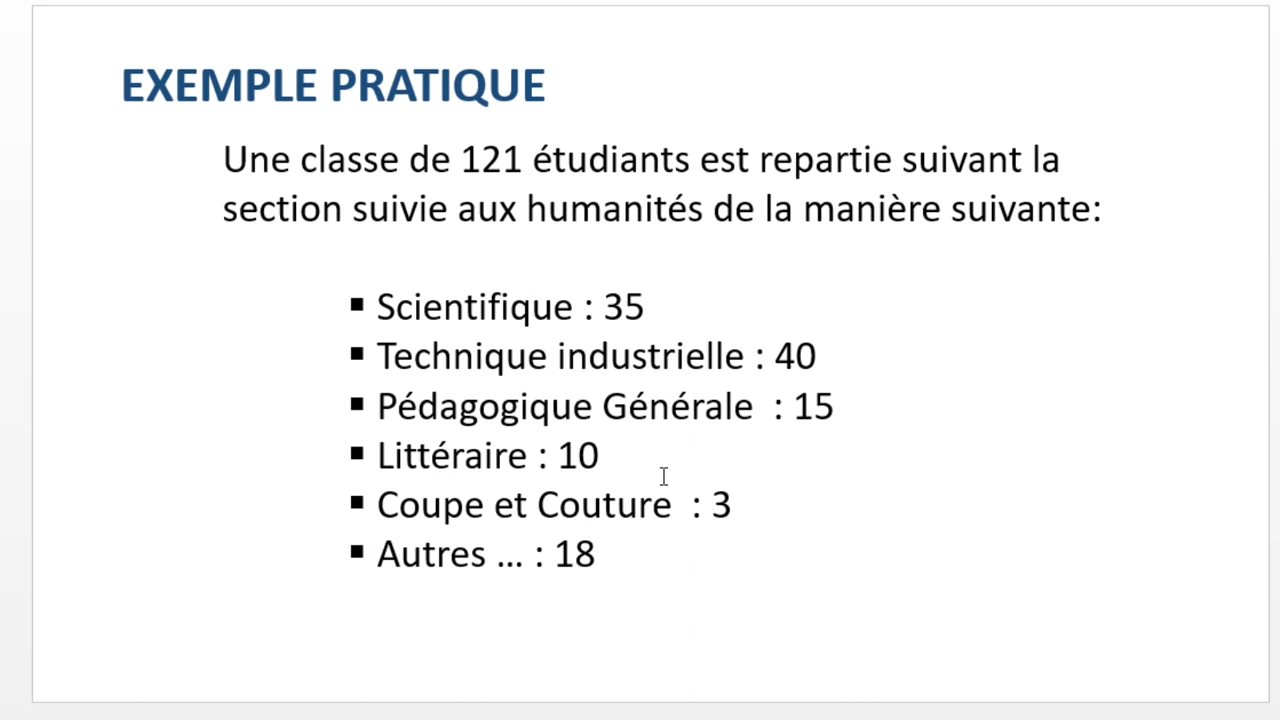 EXEMPLE PRATIQUE
Une classe de 121 étudiants est repartie suivant la
section suivie aux humanités de la manière suivante:
▪ Scientifique : 35
▪ Technique industrielle : 40
▪ Pédagogique Générale  : 15
▪ Littéraire : 10
▪ Coupe et Couture  : 3
▪ Autres ... : 18